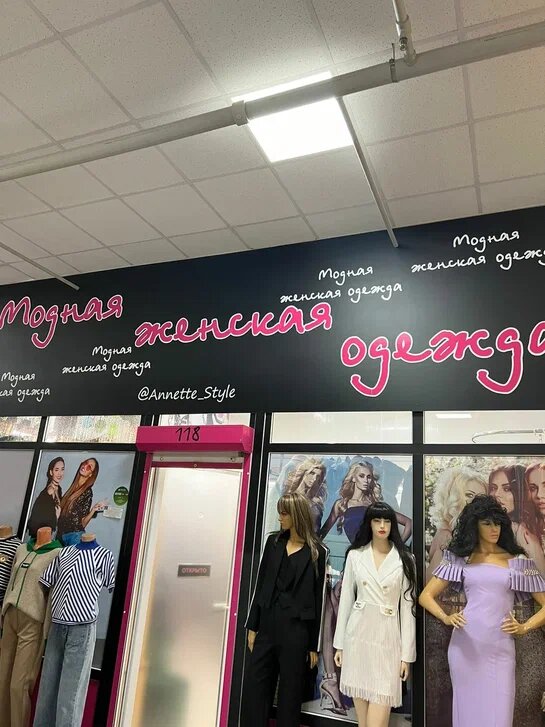 Модная
женская
одежда
Модная
женская одежда
Модная
женская одежда
Модная
женская одежда
Модная
женская одежда
@Annette_Style
118
ОТКРЫТО